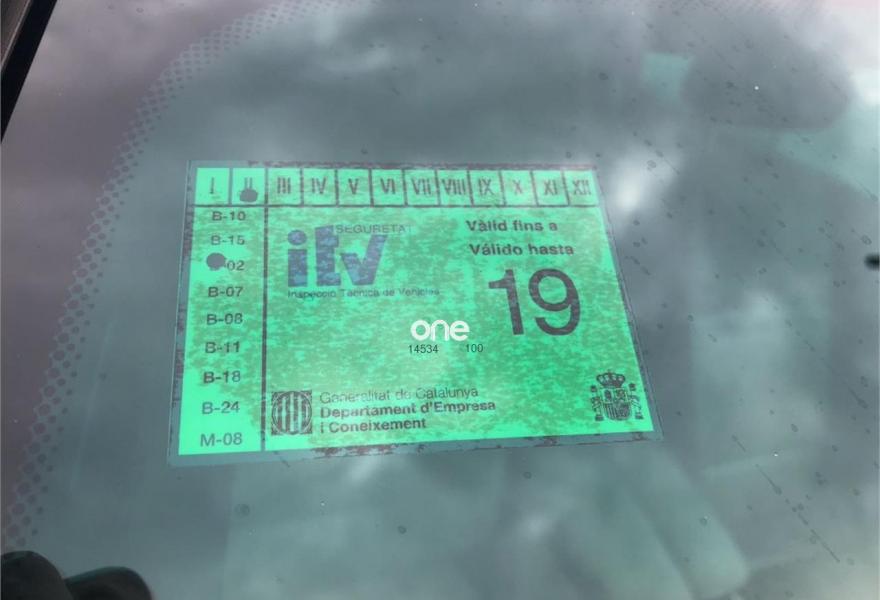 I II III IV V VI VII VIII IX X XI XII
B-10
B-15
02
B-07
B-08
B-11
B-18
B-24
M-08
SEGURETAT
itv
Inspecció Tècnica de Vehicles
Vàlid fins a
Válido hasta
19
one
14534 100
Generalitat de Catalunya
Departament d'Empresa
i Coneixement